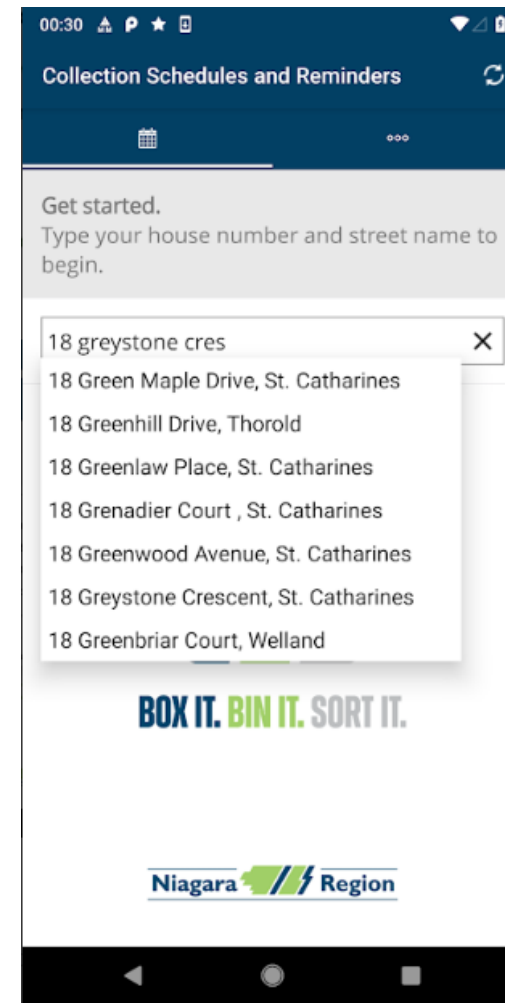 00:30
Collection Schedules and Reminders
Get started.
Type your house number and street name to
begin.
18 greystone cres
18 Green Maple Drive, St. Catharines
18 Greenhill Drive, Thorold
18 Greenlaw Place, St. Catharines
18 Grenadier Court , St. Catharines
18 Greenwood Avenue, St. Catharines
18 Greystone Crescent, St. Catharines
18 Greenbriar Court, Welland
BOX IT. BIN IT. SORT IT.
Niagara Region